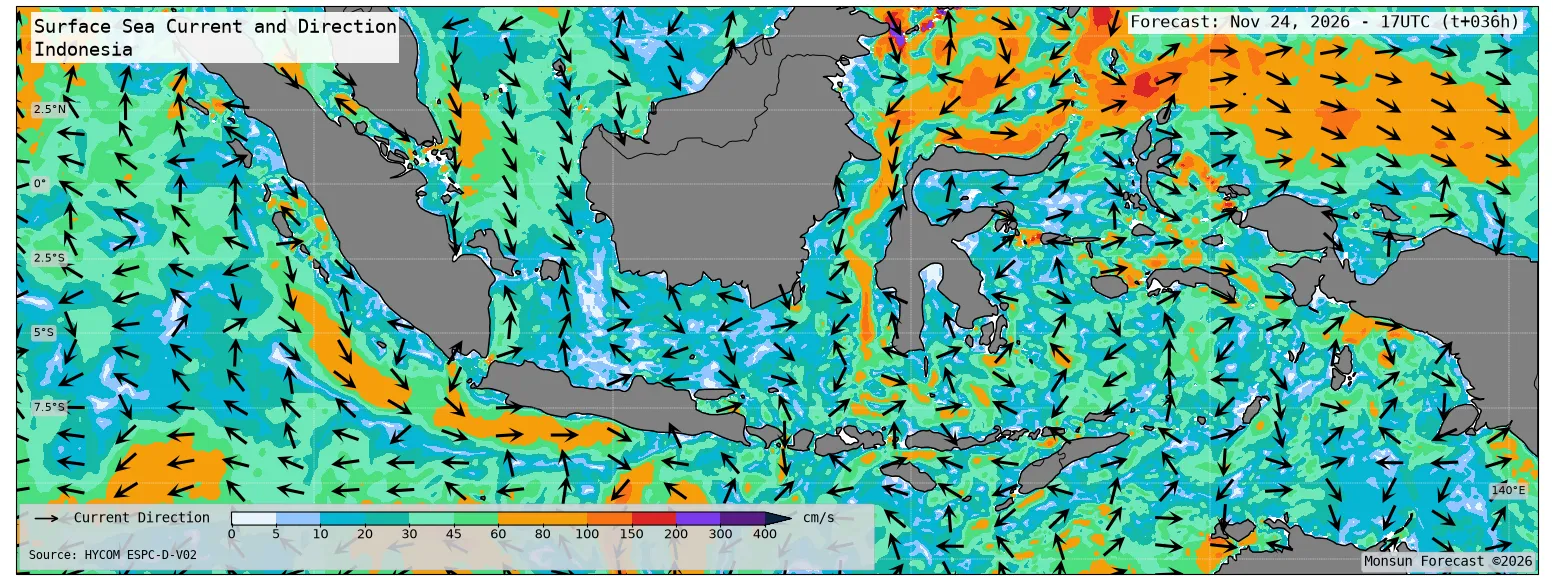 Surface Sea Current and Direction
Indonesia
Forecast: Nov 24, 2026 - 17UTC (t+036h)
2.5°N
0°
2.5°S
5°S
7.5°S
140°E
Current Direction
0 5 10 20 30 45 60 80 100 150 200 300 400
cm/s
Source: HYCOM ESPC-D-V02
Monsun Forecast ©2026